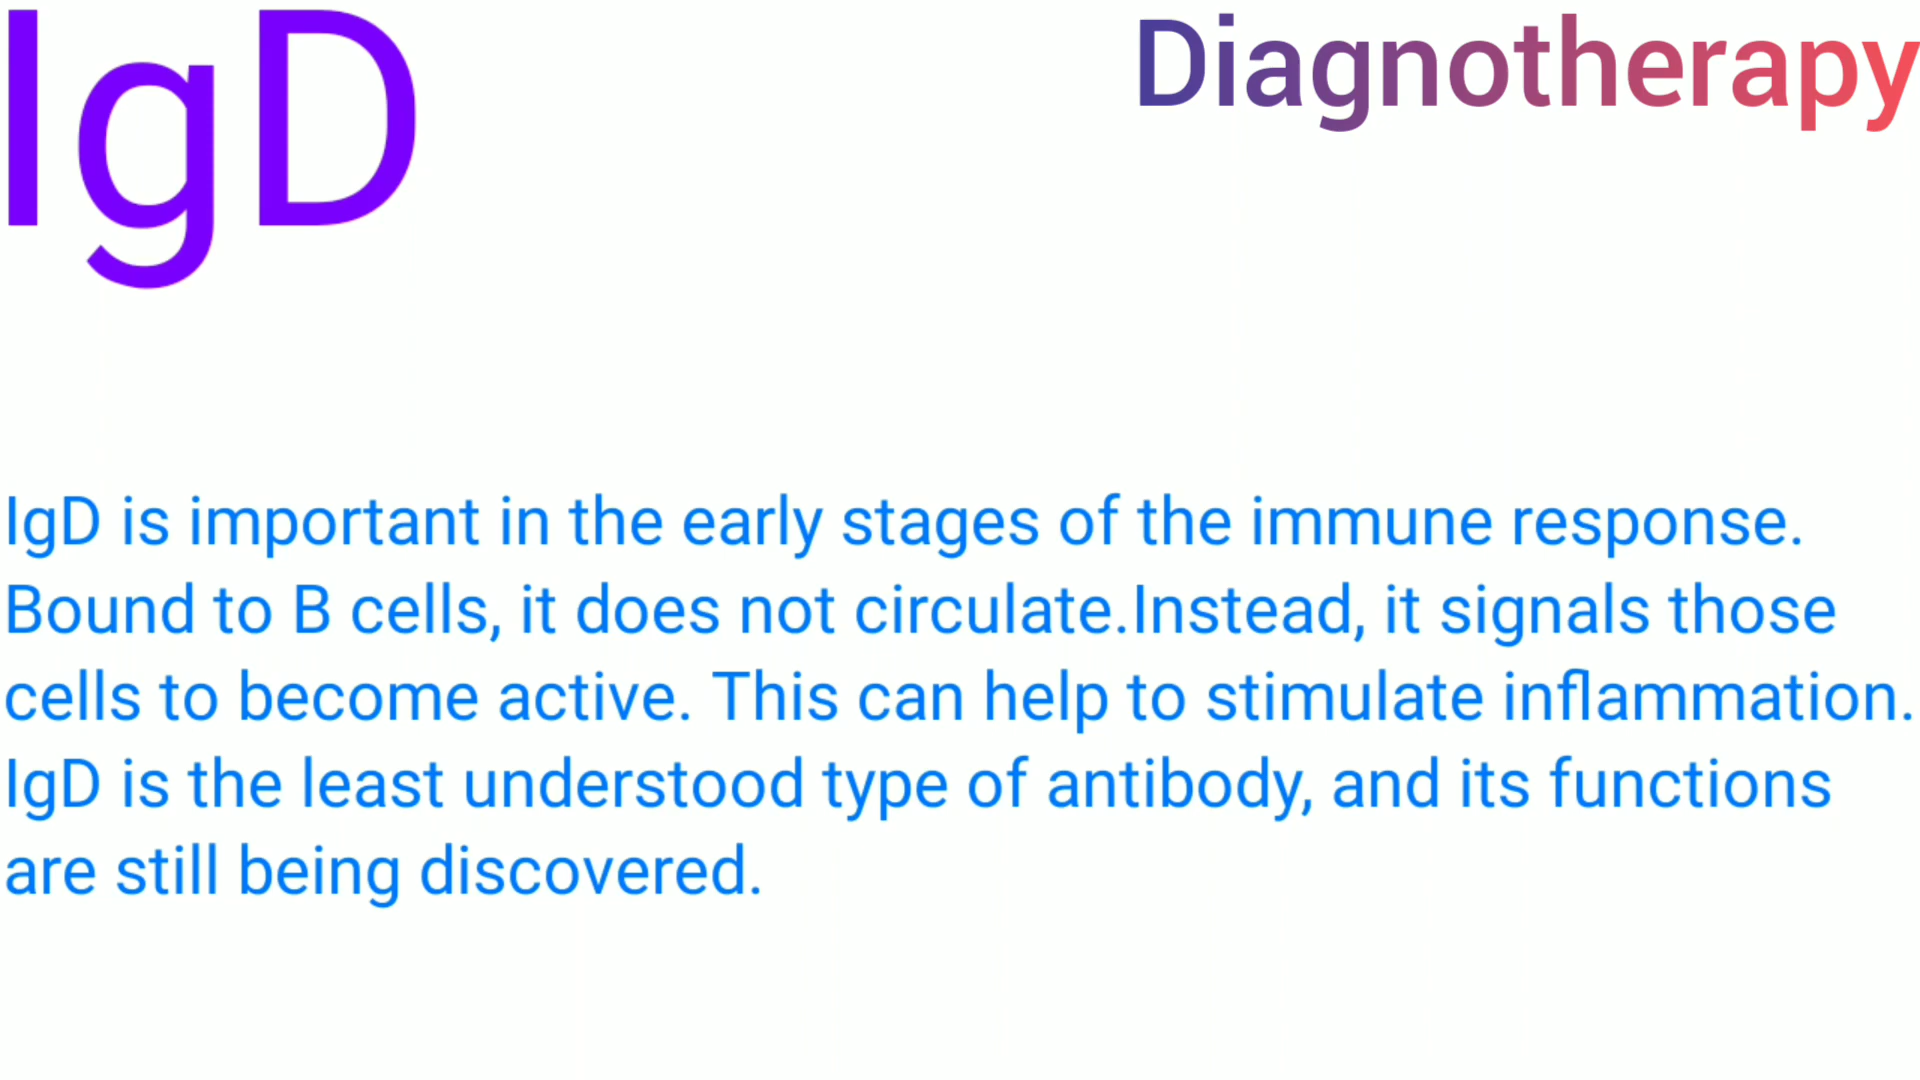 IgD
Diagnotherapy
IgD is important in the early stages of the immune response.
Bound to B cells, it does not circulate.Instead, it signals those
cells to become active. This can help to stimulate inflammation.
IgD is the least understood type of antibody, and its functions
are still being discovered.